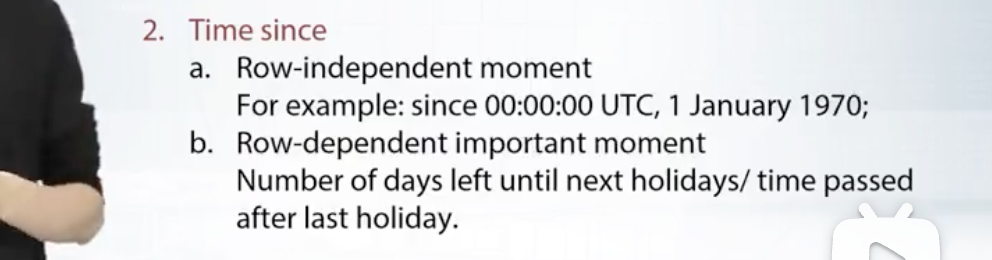 2. Time since
a. Row-independent moment
For example: since 00:00:00 UTC, 1 January 1970;
b. Row-dependent important moment
Number of days left until next holidays/ time passed
after last holiday.